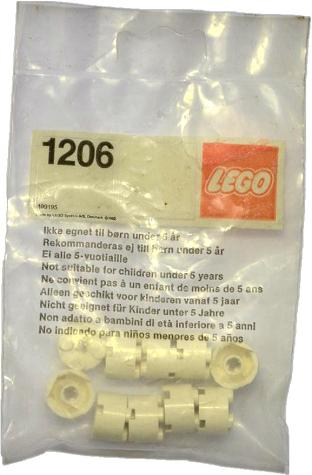 1206
LEGO
199195
Ikke egnet til børn under 5 år
Rekommanderas ej till barn under 5 år
Ei alle 5-vuotiaille
Not suitable for children under 5 years
Ne convient pas à un enfant de moins de 5 ans
Alleen geschikt voor kinderen vanaf 5 jaar
Nicht geeignet für Kinder unter 5 Jahre
Non adatto a bambini di età inferiore a 5 anni
No indicado para niños menores de 5 años